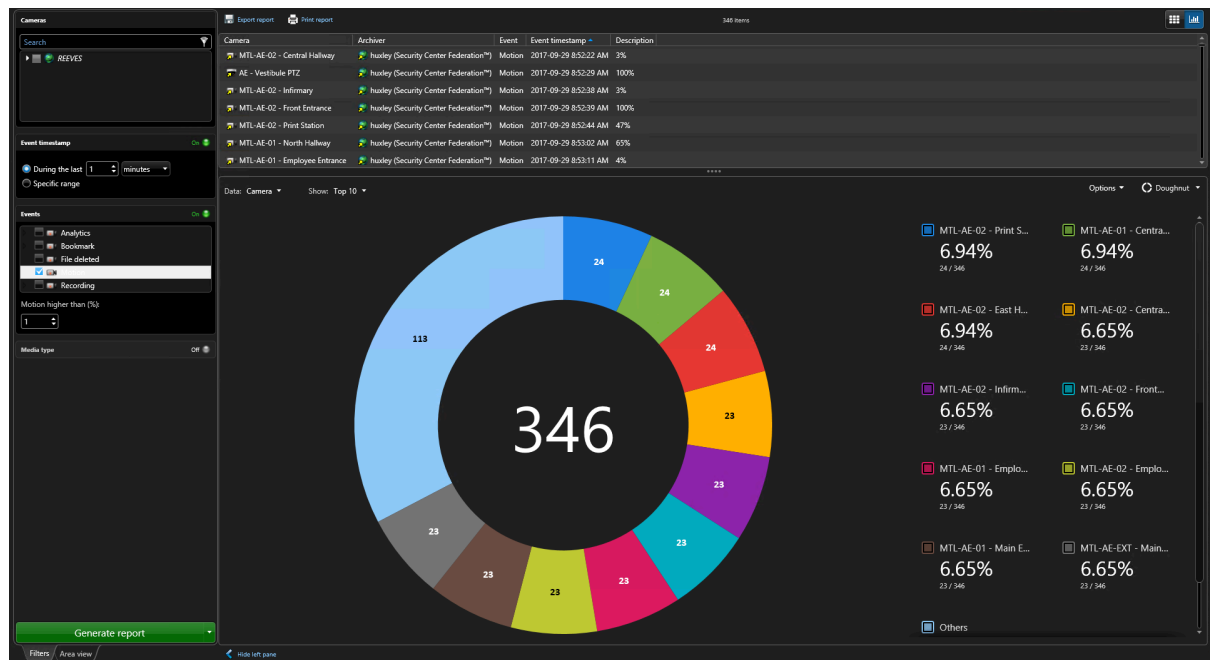 Cameras
Search
REEVES
Event timestamp On
During the last 1 minutes
Specific range
Events On
Analytics
Bookmark
File deleted
Recording
Motion higher than (%):
1
Media type Off
Generate report
Filters Area view
Export report Print report 346 items
Camera Archiver Event Event timestamp Description
MTL-AE-02 - Central Hallway huxley (Security Center Federation™) Motion 2017-09-29 8:52:22 AM 3%
AE - Vestibule PTZ huxley (Security Center Federation™) Motion 2017-09-29 8:52:29 AM 100%
MTL-AE-02 - Infirmary huxley (Security Center Federation™) Motion 2017-09-29 8:52:38 AM 3%
MTL-AE-02 - Front Entrance huxley (Security Center Federation™) Motion 2017-09-29 8:52:39 AM 100%
MTL-AE-02 - Print Station huxley (Security Center Federation™) Motion 2017-09-29 8:52:44 AM 47%
MTL-AE-01 - North Hallway huxley (Security Center Federation™) Motion 2017-09-29 8:53:02 AM 65%
MTL-AE-01 - Employee Entrance huxley (Security Center Federation™) Motion 2017-09-29 8:53:11 AM 4%
Data: Camera Show: Top 10 Options Doughnut
24
24
24
23
23
23
23
23
23
23
113
346
MTL-AE-02 - Print S... MTL-AE-01 - Centra...
6.94% 6.94%
24 / 346 24 / 346
MTL-AE-02 - East H... MTL-AE-02 - Centra...
6.94% 6.65%
24 / 346 23 / 346
MTL-AE-02 - Infirm... MTL-AE-02 - Front...
6.65% 6.65%
23 / 346 23 / 346
MTL-AE-01 - Emplo... MTL-AE-02 - Emplo...
6.65% 6.65%
23 / 346 23 / 346
MTL-AE-01 - Main E... MTL-AE-EXT - Main...
6.65% 6.65%
23 / 346 23 / 346
Others
Hide left pane